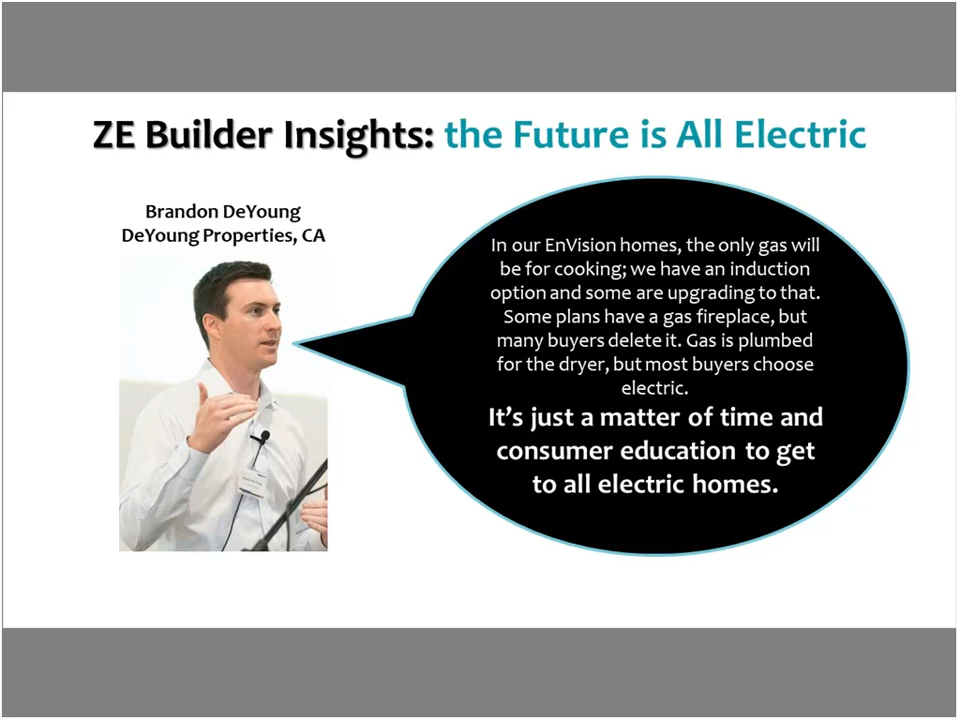 ZE Builder Insights: the Future is All Electric
Brandon DeYoung
DeYoung Properties, CA
In our EnVision homes, the only gas will
be for cooking; we have an induction
option and some are upgrading to that.
Some plans have a gas fireplace, but
many buyers delete it. Gas is plumbed
for the dryer, but most buyers choose
electric.
It's just a matter of time and
consumer education to get
to all electric homes.